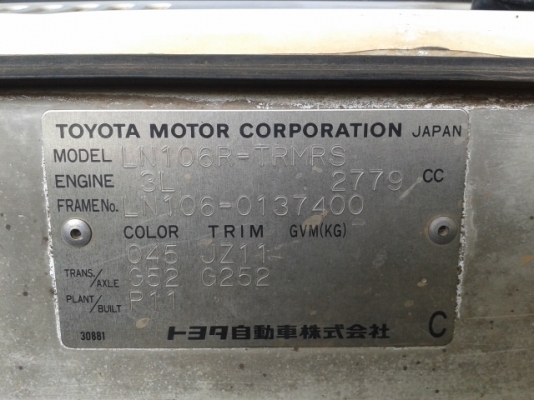 TOYOTA MOTOR CORPORATION JAPAN
MODEL LN106R-TRMRS
ENGINE 3L 2779 CC
FRAME No. LN106-0137400
COLOR TRIM GVM(KG)
045 JZ11
TRANS./AXLE G52 G252
PLANT/BUILT P11
30881 トヨタ自動車株式会社 C